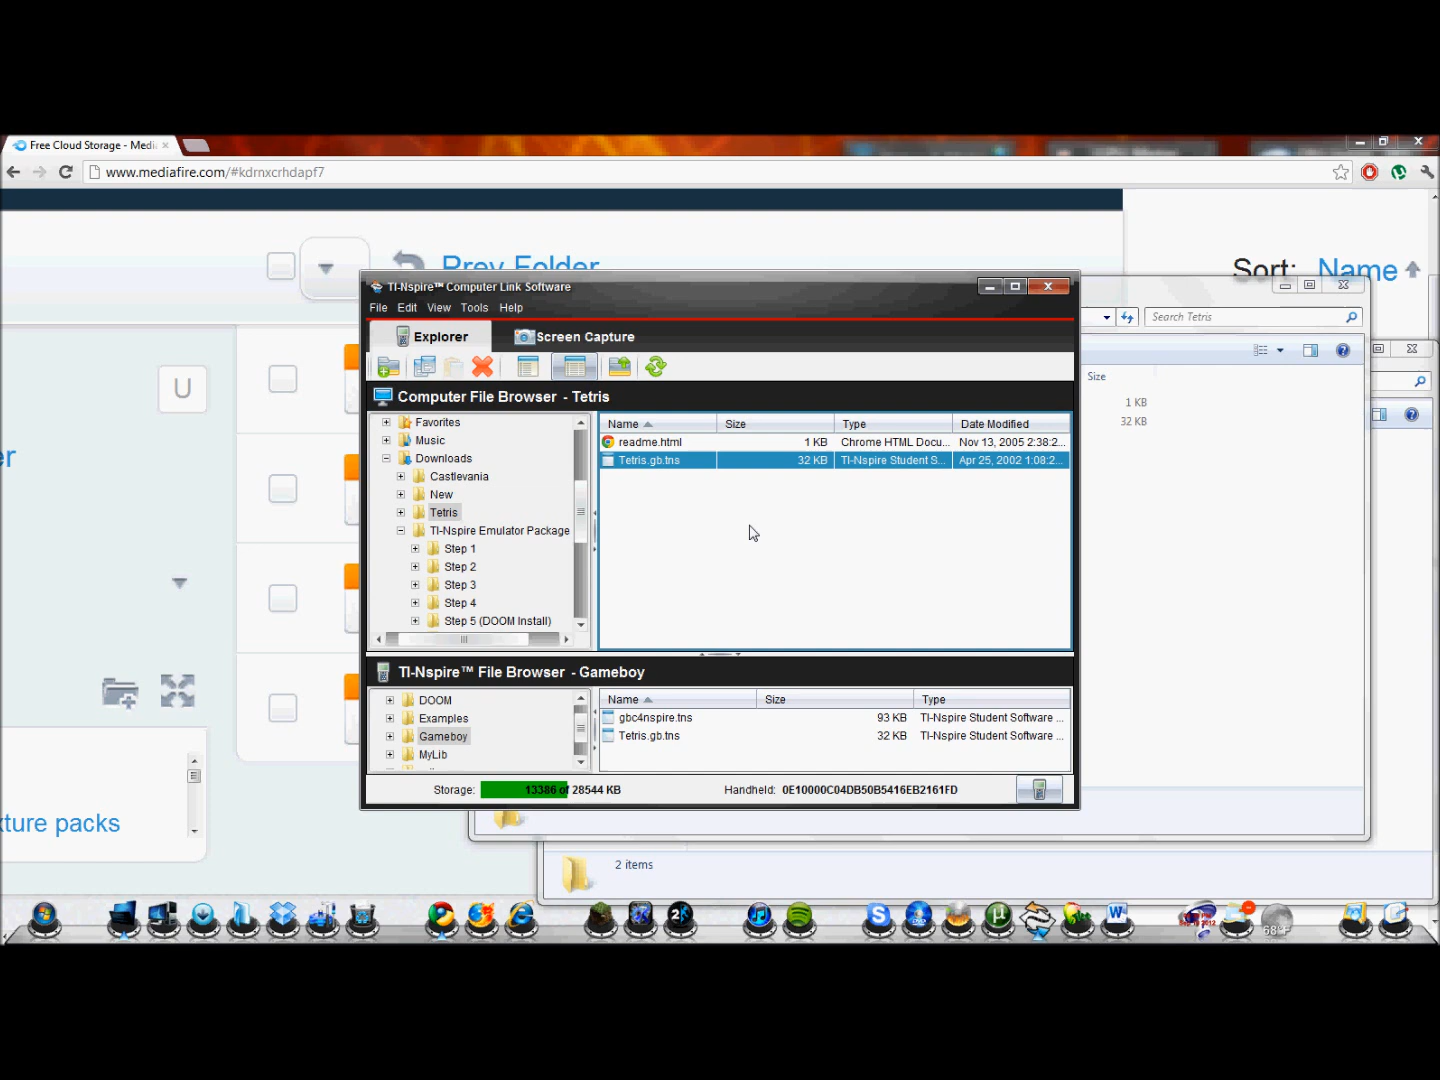 Free Cloud Storage - Medi
www.mediafire.com/#kdrnxcrhdapf7
Prev Folder
Sort: Name
U
er
xture packs
TI-Nspire™ Computer Link Software
File Edit View Tools Help
Explorer
Screen Capture
Computer File Browser - Tetris
Favorites
Music
Downloads
Castlevania
New
Tetris
TI-Nspire Emulator Package
Step 1
Step 2
Step 3
Step 4
Step 5 (DOOM Install)
Name Size Type Date Modified
readme.html 1 KB Chrome HTML Docu... Nov 13, 2005 2:38:2...
Tetris.gb.tns 32 KB TI-Nspire Student S... Apr 25, 2002 1:08:2...
TI-Nspire™ File Browser - Gameboy
DOOM
Examples
Gameboy
MyLib
Name Size Type
gbc4nspire.tns 93 KB TI-Nspire Student Software ...
Tetris.gb.tns 32 KB TI-Nspire Student Software ...
Storage: 13386 of 28544 KB
Handheld: 0E10000C04DB50B5416EB2161FD
Search Tetris
Size
1 KB
32 KB
2 items
68°F